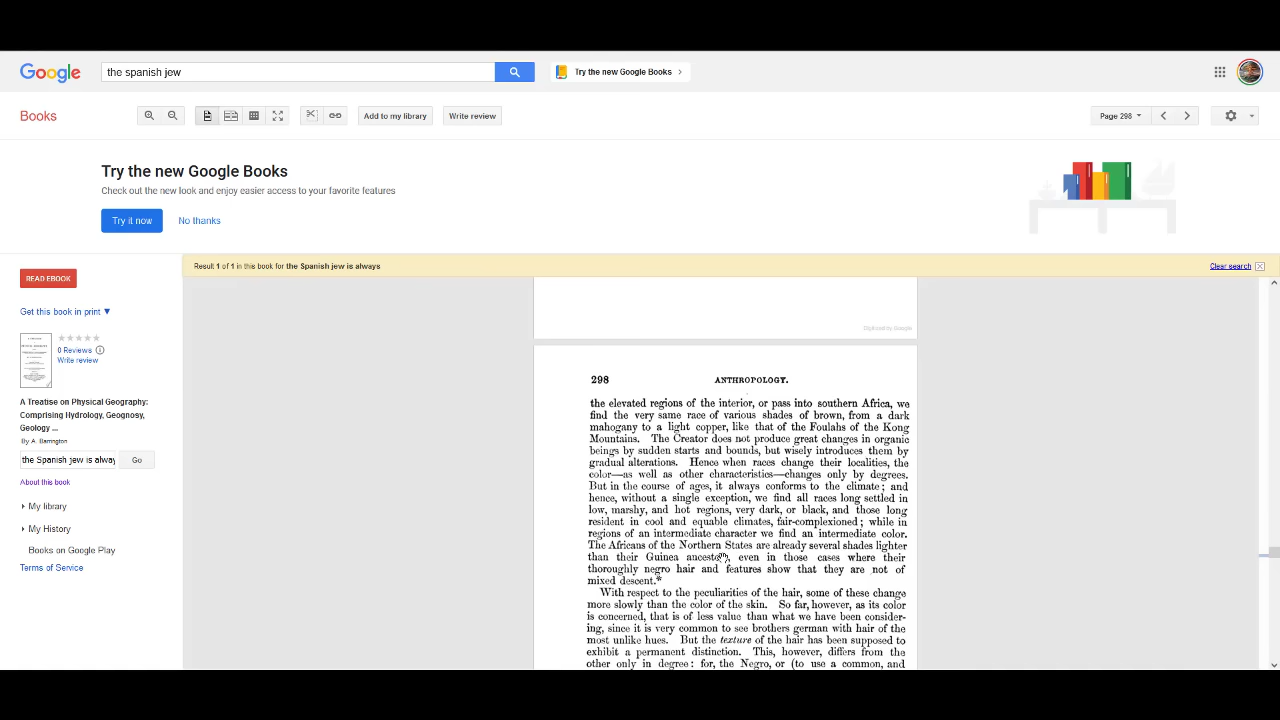 Google
the spanish jew
Try the new Google Books
Books
Add to my library
Write review
Page 298
Try the new Google Books
Check out the new look and enjoy easier access to your favorite features
Try it now
No thanks
Result 1 of 1 in this book for the Spanish jew is always
Clear search
READ EBOOK
Get this book in print
0 Reviews
Write review
A Treatise on Physical Geography:
Comprising Hydrology, Geognosy,
Geology ...
By A. Barrington
the Spanish jew is alway
Go
About this book
My library
My History
Books on Google Play
Terms of Service
Digitized by Google
298 ANTHROPOLOGY.
the elevated regions of the interior, or pass into southern Africa, we
find the very same race of various shades of brown, from a dark
mahogany to a light copper, like that of the Foulahs of the Kong
Mountains. The Creator does not produce great changes in organic
beings by sudden starts and bounds, but wisely introduces them by
gradual alterations. Hence when races change their localities, the
color—as well as other characteristics—changes only by degrees.
But in the course of ages, it always conforms to the climate; and
hence, without a single exception, we find all races long settled in
low, marshy, and hot regions, very dark, or black, and those long
resident in cool and equable climates, fair-complexioned; while in
regions of an intermediate character we find an intermediate color.
The Africans of the Northern States are already several shades lighter
than their Guinea ancestry, even in those cases where their
thoroughly negro hair and features show that they are not of
mixed descent.*
With respect to the peculiarities of the hair, some of these change
more slowly than the color of the skin. So far, however, as its color
is concerned, that is of less value than what we have been consider-
ing, since it is very common to see brothers german with hair of the
most unlike hues. But the texture of the hair has been supposed to
exhibit a permanent distinction. This, however, differs from the
other only in degree: for, the Negro, or (to use a common, and